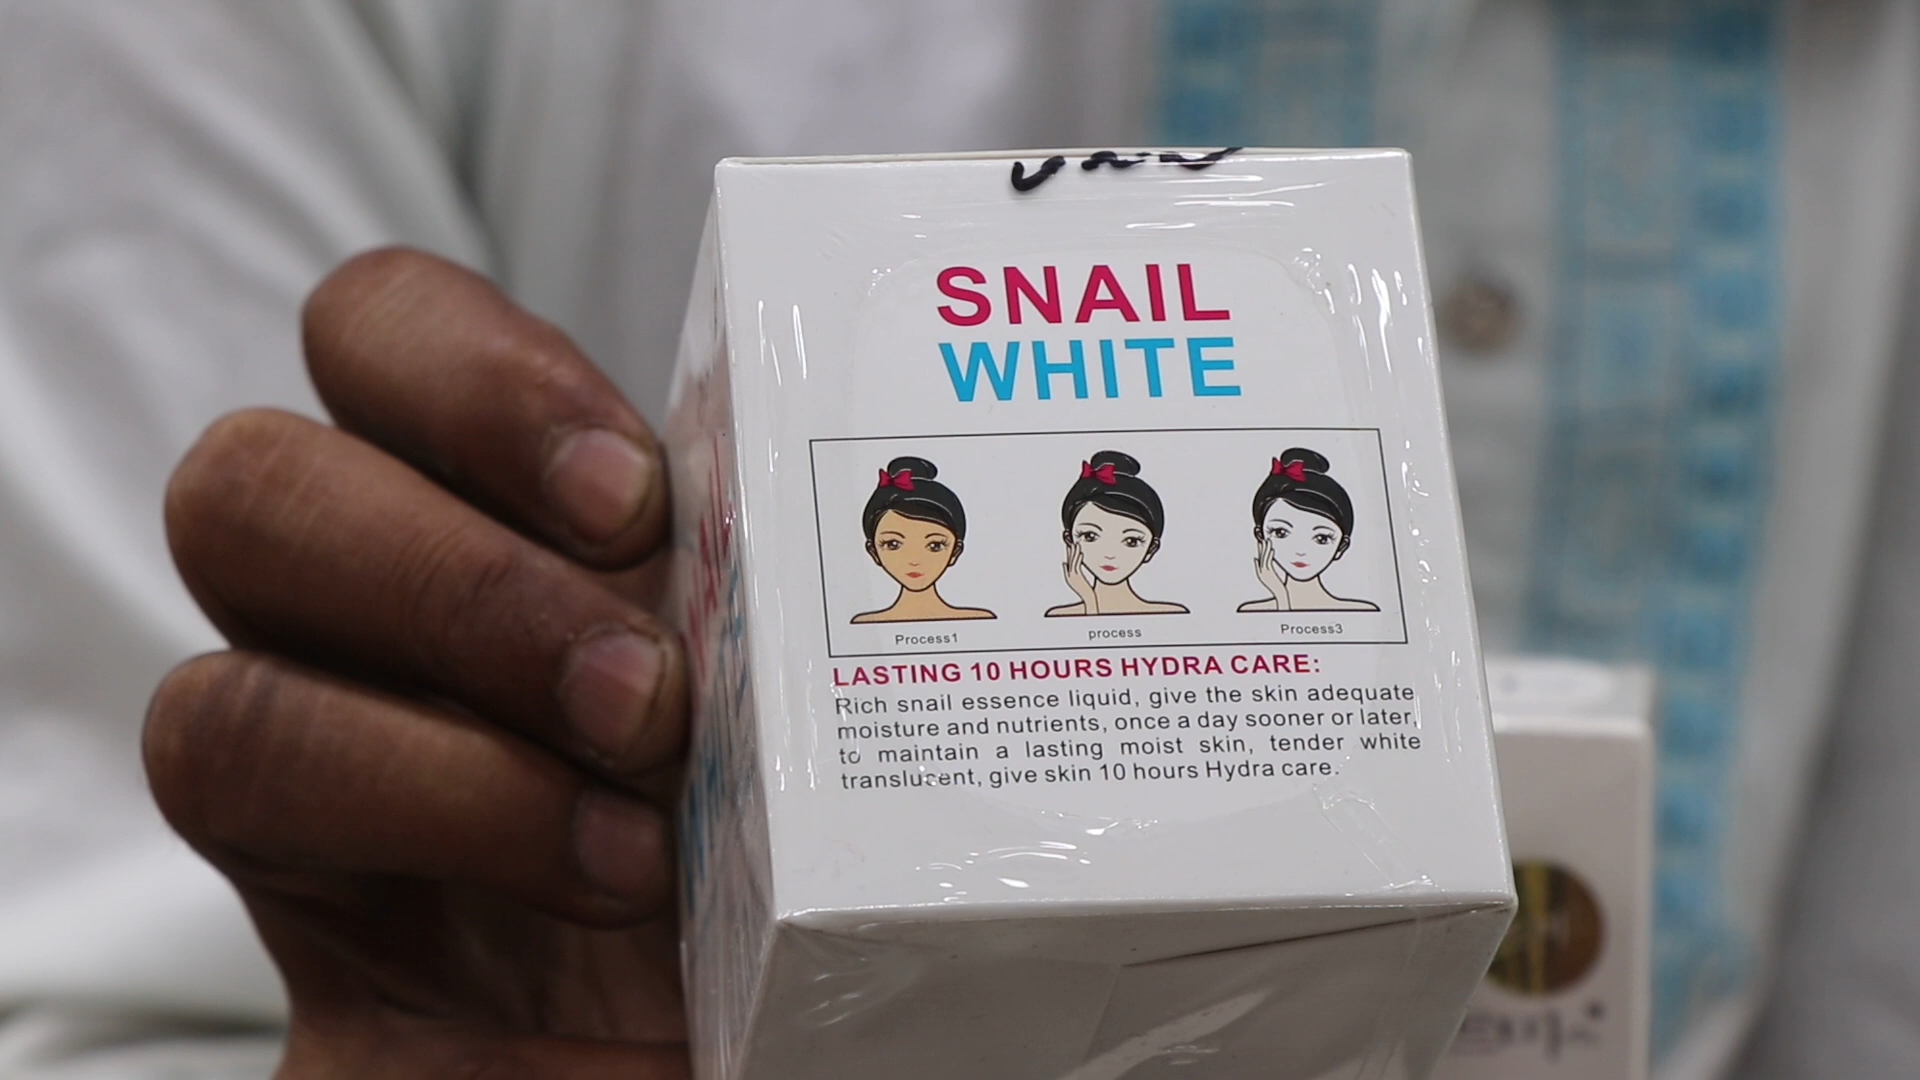 SNAIL
WHITE
Process1
process
Process3
LASTING 10 HOURS HYDRA CARE:
Rich snail essence liquid, give the skin adequate
moisture and nutrients, once a day sooner or later,
to maintain a lasting moist skin, tender white
translucent, give skin 10 hours Hydra care.